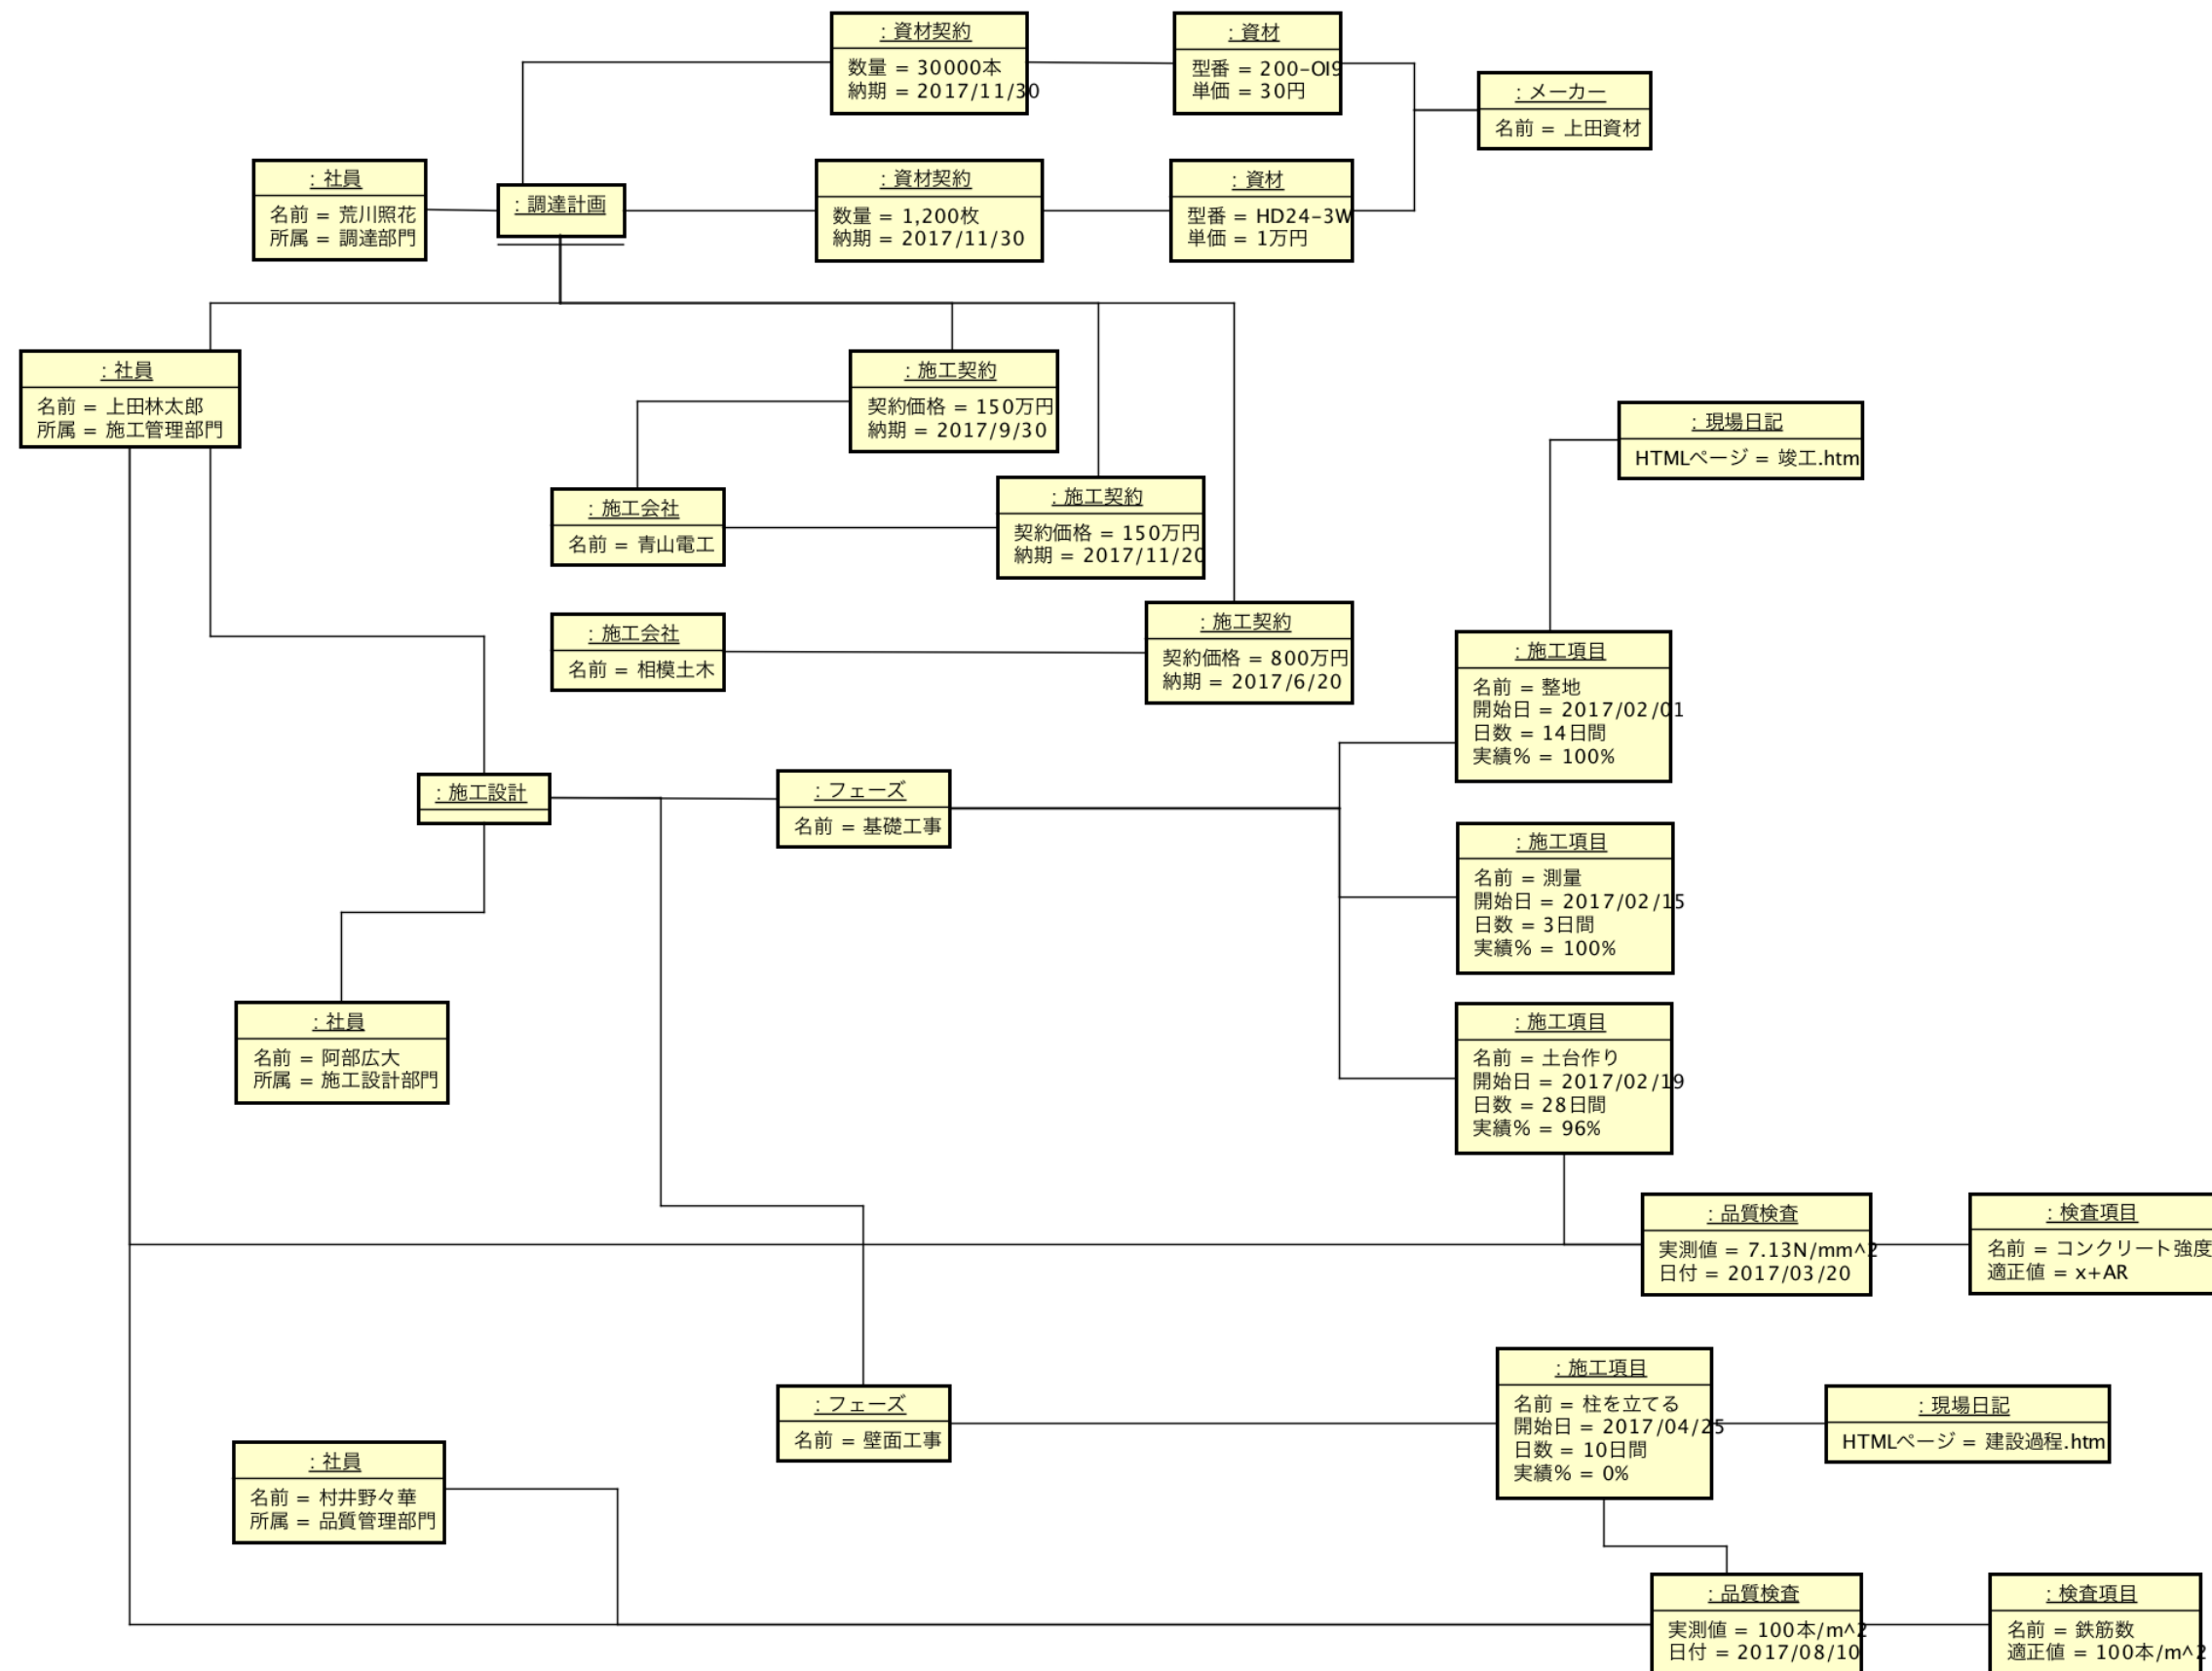 : 資材契約
数量 = 30000本
納期 = 2017/11/30
: 資材
型番 = 200-OI9
単価 = 30円
: メーカー
名前 = 上田資材
: 社員
名前 = 荒川照花
所属 = 調達部門
: 調達計画
: 資材契約
数量 = 1,200枚
納期 = 2017/11/30
: 資材
型番 = HD24-3W
単価 = 1万円
: 社員
名前 = 上田林太郎
所属 = 施工管理部門
: 施工契約
契約価格 = 150万円
納期 = 2017/9/30
: 現場日記
HTMLページ = 竣工.htm
: 施工会社
名前 = 青山電工
: 施工契約
契約価格 = 150万円
納期 = 2017/11/20
: 施工会社
名前 = 相模土木
: 施工契約
契約価格 = 800万円
納期 = 2017/6/20
: 施工項目
名前 = 整地
開始日 = 2017/02/01
日数 = 14日間
実績% = 100%
: 施工設計
: フェーズ
名前 = 基礎工事
: 施工項目
名前 = 測量
開始日 = 2017/02/15
日数 = 3日間
実績% = 100%
: 社員
名前 = 阿部広大
所属 = 施工設計部門
: 施工項目
名前 = 土台作り
開始日 = 2017/02/19
日数 = 28日間
実績% = 96%
: 品質検査
実測値 = 7.13N/mm^2
日付 = 2017/03/20
: 検査項目
名前 = コンクリート強度
適正値 = x+AR
: フェーズ
名前 = 壁面工事
: 施工項目
名前 = 柱を立てる
開始日 = 2017/04/25
日数 = 10日間
実績% = 0%
: 現場日記
HTMLページ = 建設過程.htm
: 社員
名前 = 村井野々華
所属 = 品質管理部門
: 品質検査
実測値 = 100本/m^2
日付 = 2017/08/10
: 検査項目
名前 = 鉄筋数
適正値 = 100本/m^2